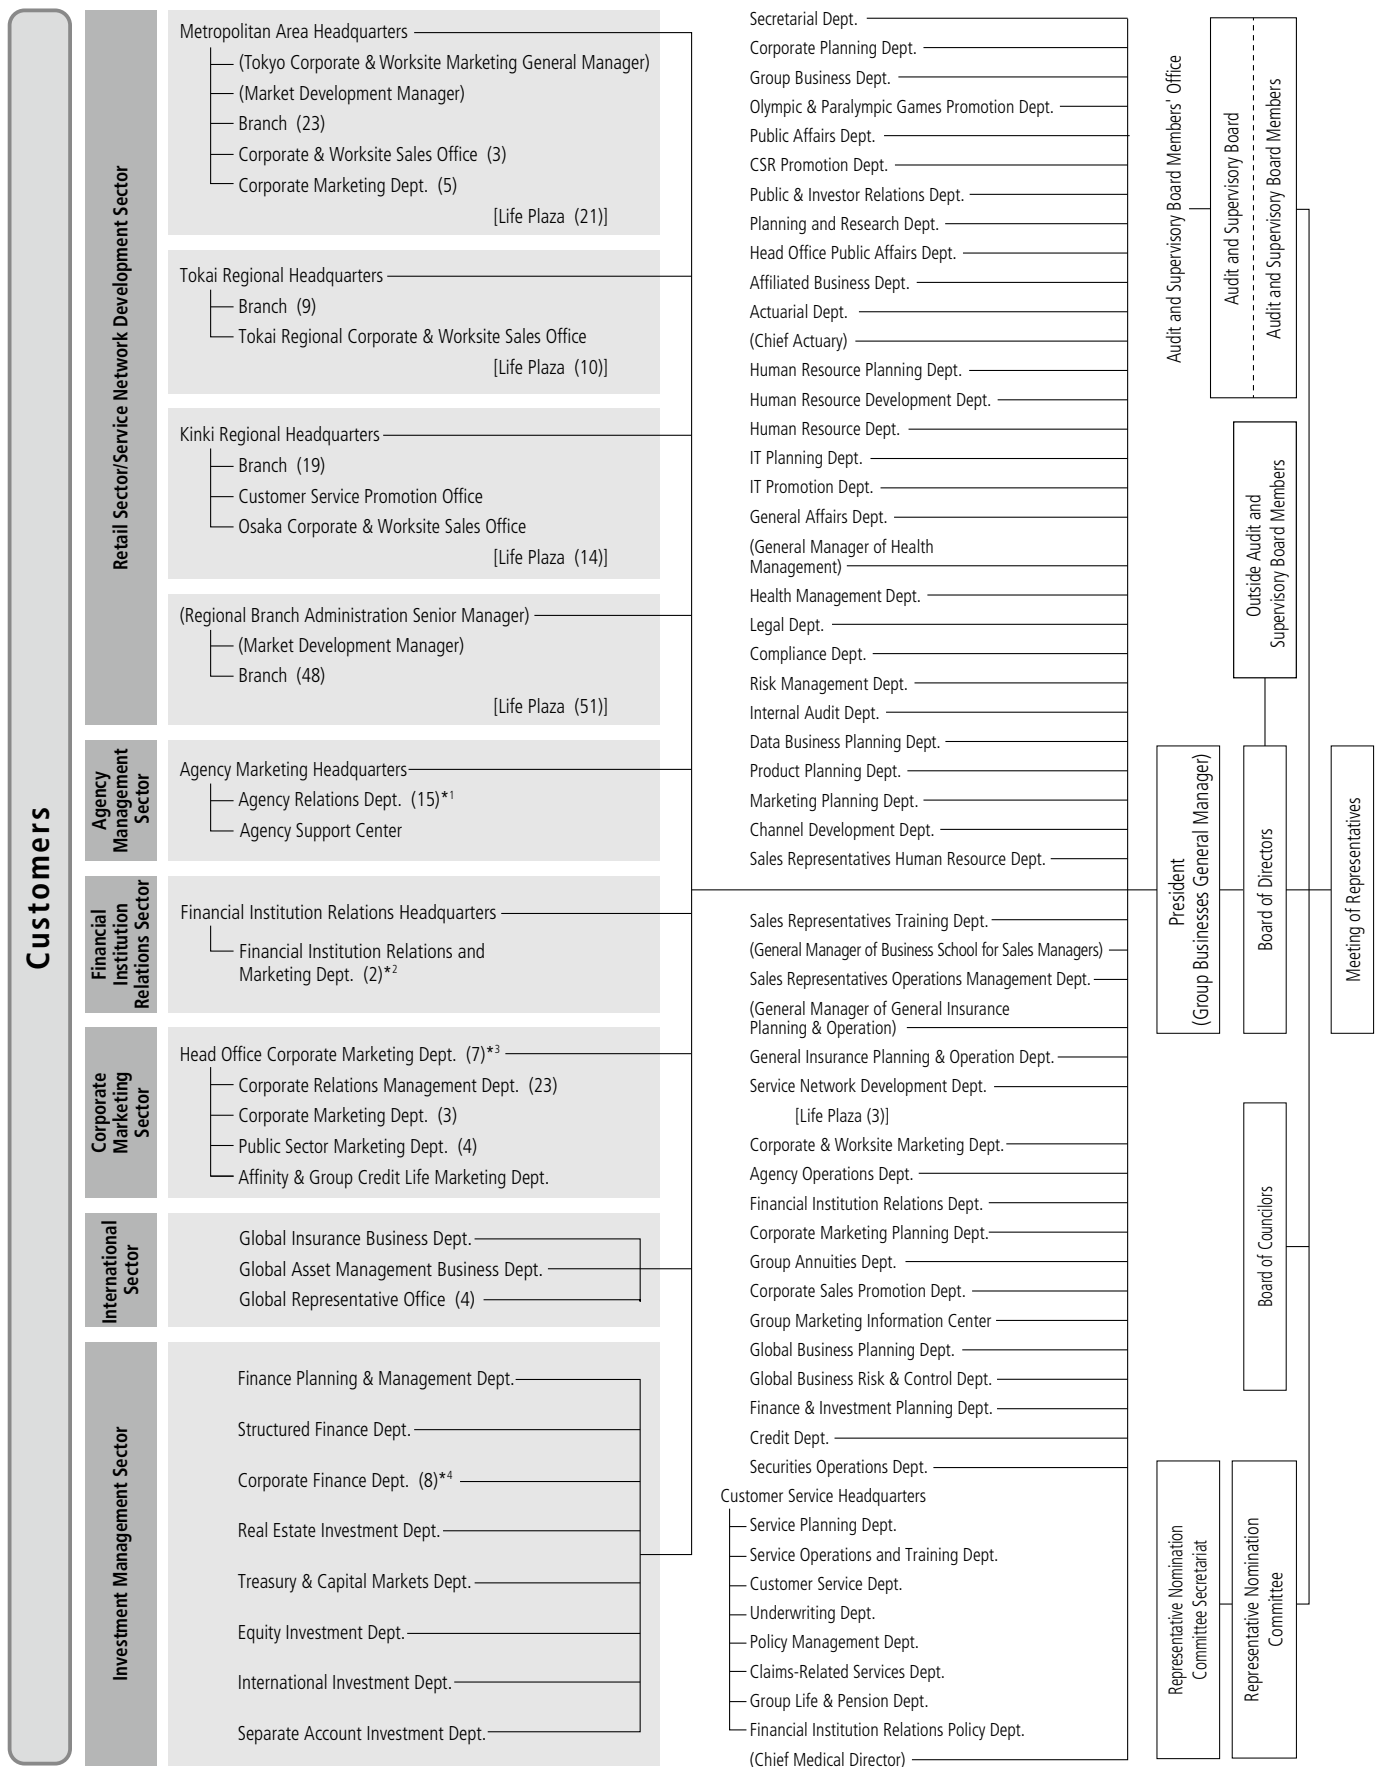 Customers
Retail Sector/Service Network Development Sector
Metropolitan Area Headquarters
(Tokyo Corporate & Worksite Marketing General Manager)
(Market Development Manager)
Branch (23)
Corporate & Worksite Sales Office (3)
Corporate Marketing Dept. (5)
[Life Plaza (21)]
Tokai Regional Headquarters
Branch (9)
Tokai Regional Corporate & Worksite Sales Office
[Life Plaza (10)]
Kinki Regional Headquarters
Branch (19)
Customer Service Promotion Office
Osaka Corporate & Worksite Sales Office
[Life Plaza (14)]
(Regional Branch Administration Senior Manager)
(Market Development Manager)
Branch (48)
[Life Plaza (51)]
Agency
Management
Sector
Agency Marketing Headquarters
Agency Relations Dept. (15)*1
Agency Support Center
Financial
Institution
Relations Sector
Financial Institution Relations Headquarters
Financial Institution Relations and
Marketing Dept. (2)*2
Corporate
Marketing
Sector
Head Office Corporate Marketing Dept. (7)*3
Corporate Relations Management Dept. (23)
Corporate Marketing Dept. (3)
Public Sector Marketing Dept. (4)
Affinity & Group Credit Life Marketing Dept.
International
Sector
Global Insurance Business Dept.
Global Asset Management Business Dept.
Global Representative Office (4)
Investment Management Sector
Finance Planning & Management Dept.
Structured Finance Dept.
Corporate Finance Dept. (8)*4
Real Estate Investment Dept.
Treasury & Capital Markets Dept.
Equity Investment Dept.
International Investment Dept.
Separate Account Investment Dept.
Secretarial Dept.
Corporate Planning Dept.
Group Business Dept.
Olympic & Paralympic Games Promotion Dept.
Public Affairs Dept.
CSR Promotion Dept.
Public & Investor Relations Dept.
Planning and Research Dept.
Head Office Public Affairs Dept.
Affiliated Business Dept.
Actuarial Dept.
(Chief Actuary)
Human Resource Planning Dept.
Human Resource Development Dept.
Human Resource Dept.
IT Planning Dept.
IT Promotion Dept.
General Affairs Dept.
(General Manager of Health
Management)
Health Management Dept.
Legal Dept.
Compliance Dept.
Risk Management Dept.
Internal Audit Dept.
Data Business Planning Dept.
Product Planning Dept.
Marketing Planning Dept.
Channel Development Dept.
Sales Representatives Human Resource Dept.
Sales Representatives Training Dept.
(General Manager of Business School for Sales Managers)
Sales Representatives Operations Management Dept.
(General Manager of General Insurance
Planning & Operation)
General Insurance Planning & Operation Dept.
Service Network Development Dept.
[Life Plaza (3)]
Corporate & Worksite Marketing Dept.
Agency Operations Dept.
Financial Institution Relations Dept.
Corporate Marketing Planning Dept.
Group Annuities Dept.
Corporate Sales Promotion Dept.
Group Marketing Information Center
Global Business Planning Dept.
Global Business Risk & Control Dept.
Finance & Investment Planning Dept.
Credit Dept.
Securities Operations Dept.
Customer Service Headquarters
Service Planning Dept.
Service Operations and Training Dept.
Customer Service Dept.
Underwriting Dept.
Policy Management Dept.
Claims-Related Services Dept.
Group Life & Pension Dept.
Financial Institution Relations Policy Dept.
(Chief Medical Director)
Audit and Supervisory Board Members' Office
Audit and Supervisory Board
Audit and Supervisory Board Members
Outside Audit and
Supervisory Board Members
President
(Group Businesses General Manager)
Board of Directors
Meeting of Representatives
Board of Councilors
Representative Nomination
Committee Secretariat
Representative Nomination
Committee